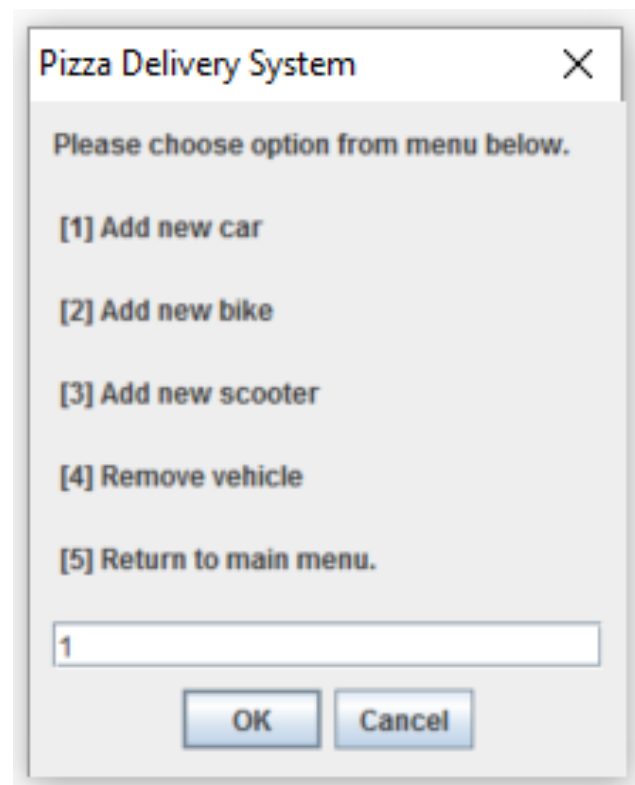 Pizza Delivery System
Please choose option from menu below.
[1] Add new car
[2] Add new bike
[3] Add new scooter
[4] Remove vehicle
[5] Return to main menu.
1
OK Cancel